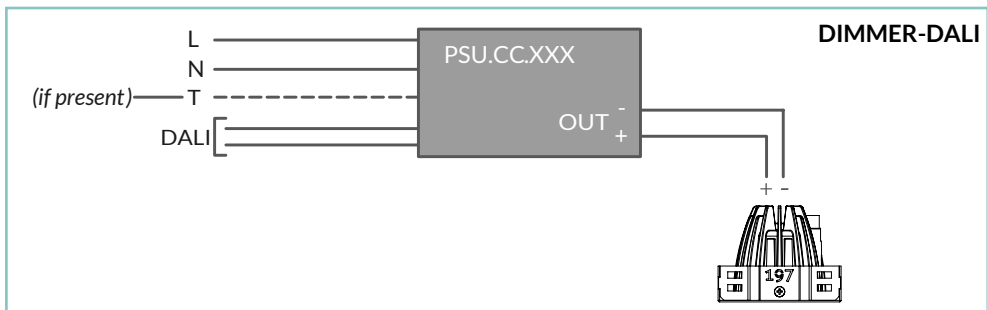 DIMMER-DALI
L
PSU.CC.XXX
N
(if present) T
DALI
OUT -
+
+ -
197